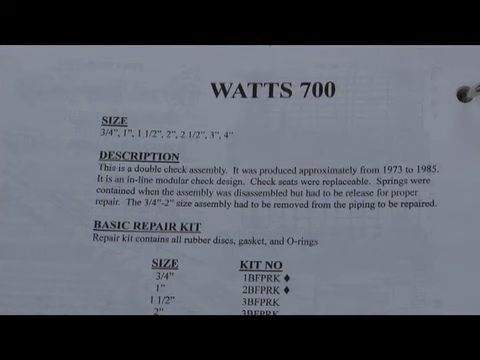 WATTS 700
SIZE
3/4", 1", 1 1/2", 2", 2 1/2", 3", 4"
DESCRIPTION
This is a double check assembly. It was produced approximately from 1973 to 1985.
It is an in-line modular check design. Check seats were replaceable. Springs were
contained when the assembly was disassembled but had to be release for proper
repair. The 3/4"-2" size assembly had to be removed from the piping to be repaired.
BASIC REPAIR KIT
Repair kit contains all rubber discs, gasket, and O-rings
SIZE KIT NO
3/4" 1BFPRK ♦
1" 2BFPRK ♦
1 1/2" 3BFPRK
2" 3BFPRK